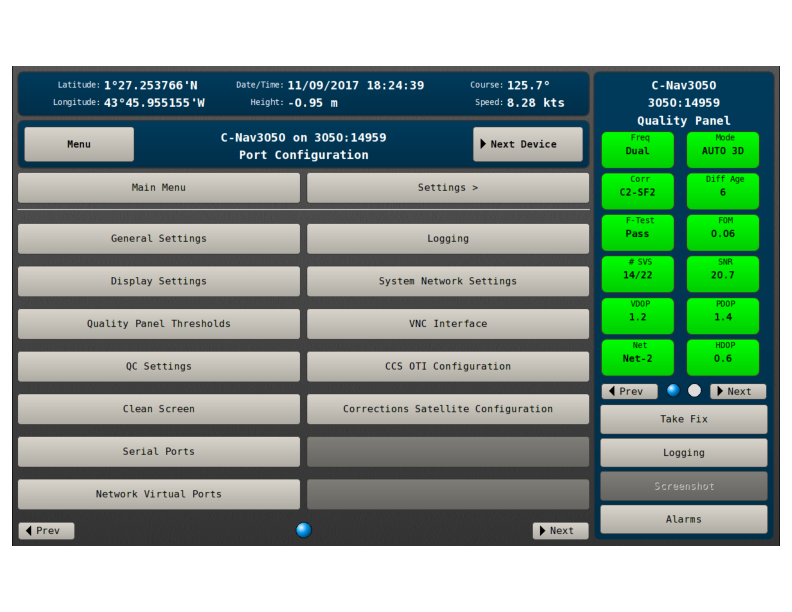 Latitude: 1°27.253766'N Date/Time: 11/09/2017 18:24:39 Course: 125.7°
Longitude: 43°45.955155'W Height: -0.95 m Speed: 8.28 kts
Menu
C-Nav3050 on 3050:14959
Port Configuration
Next Device
Main Menu
Settings >
General Settings
Logging
Display Settings
System Network Settings
Quality Panel Thresholds
VNC Interface
QC Settings
CCS OTI Configuration
Clean Screen
Corrections Satellite Configuration
Serial Ports
Network Virtual Ports
Prev
Next
C-Nav3050
3050:14959
Quality Panel
Freq
Dual
Mode
AUTO 3D
Corr
C2-SF2
Diff Age
6
F-Test
Pass
FOM
0.06
# SVS
14/22
SNR
20.7
VDOP
1.2
PDOP
1.4
Net
Net-2
HDOP
0.6
Prev
Next
Take Fix
Logging
Screenshot
Alarms